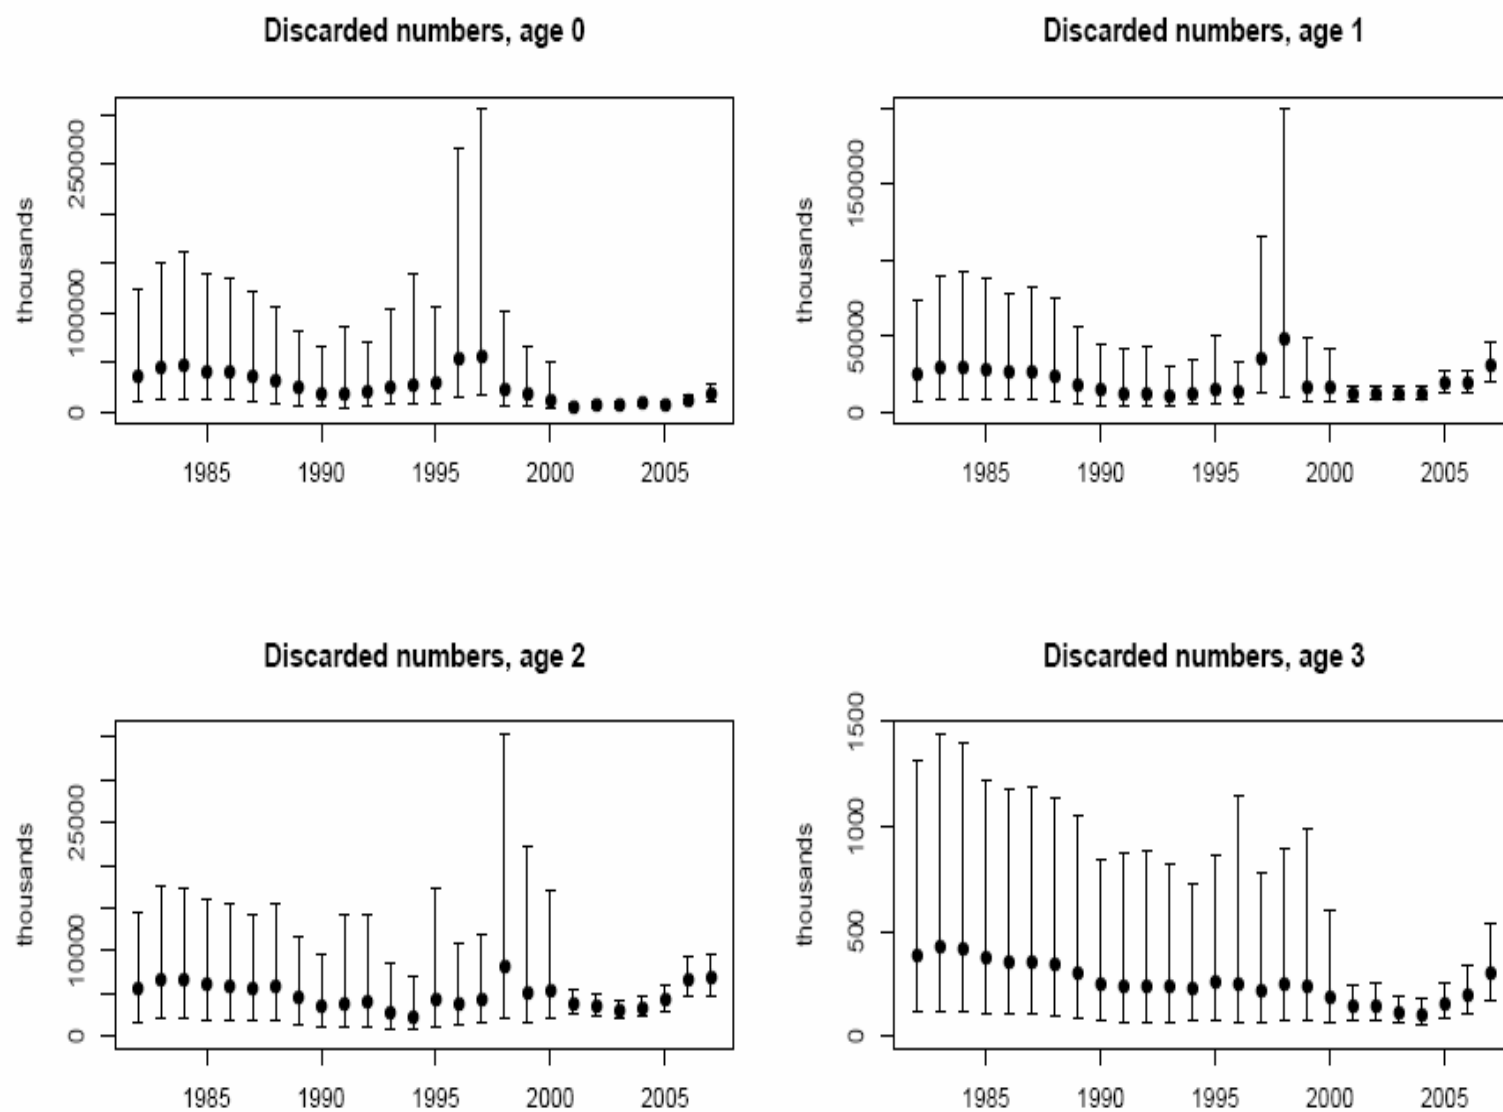 Discarded numbers, age 0
Discarded numbers, age 1
thousands
250000
100000
0
1985 1990 1995 2000 2005
thousands
150000
50000
0
1985 1990 1995 2000 2005
Discarded numbers, age 2
Discarded numbers, age 3
thousands
25000
10000
0
1985 1990 1995 2000 2005
thousands
1500
1000
500
0
1985 1990 1995 2000 2005